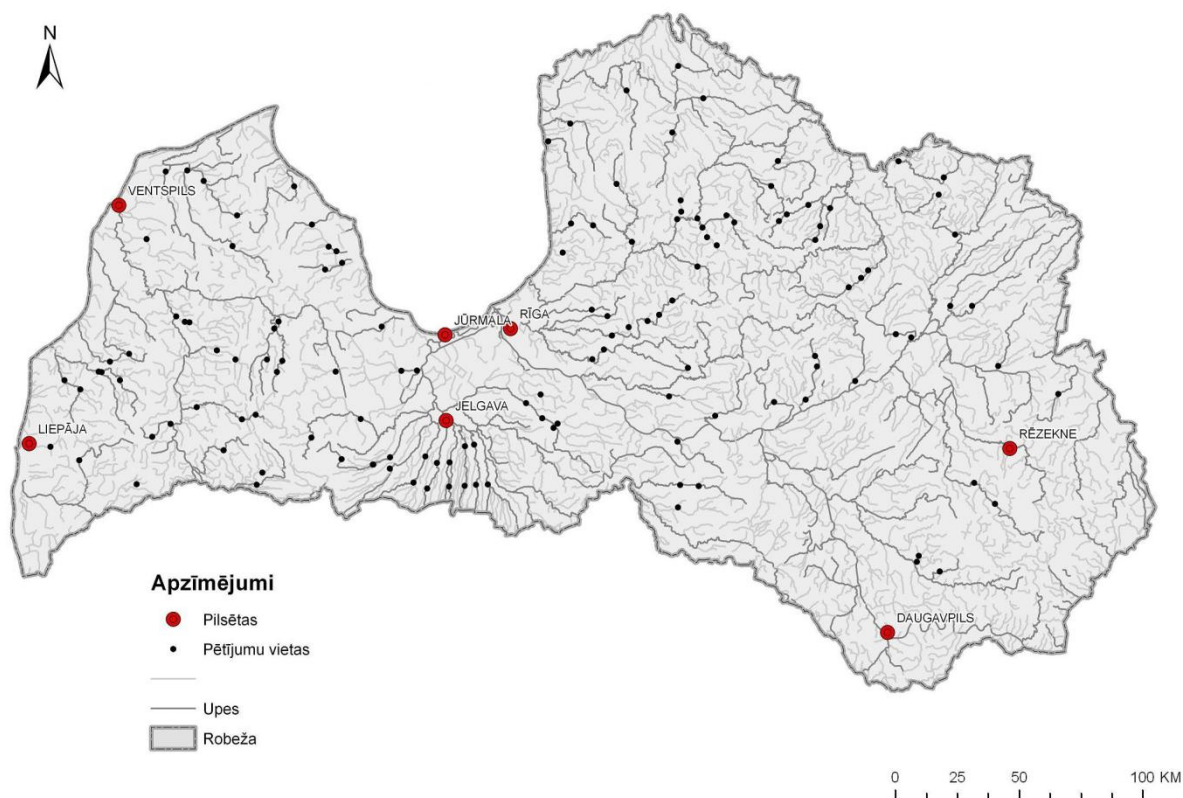 N
VENTSPILS
JŪRMALA
RĪGA
JELGAVA
LIEPĀJA
RĒZEKNE
DAUGAVPILS
Apzīmējumi
Pilsētas
Pētījumu vietas
Upes
Robeža
0 25 50 100 KM